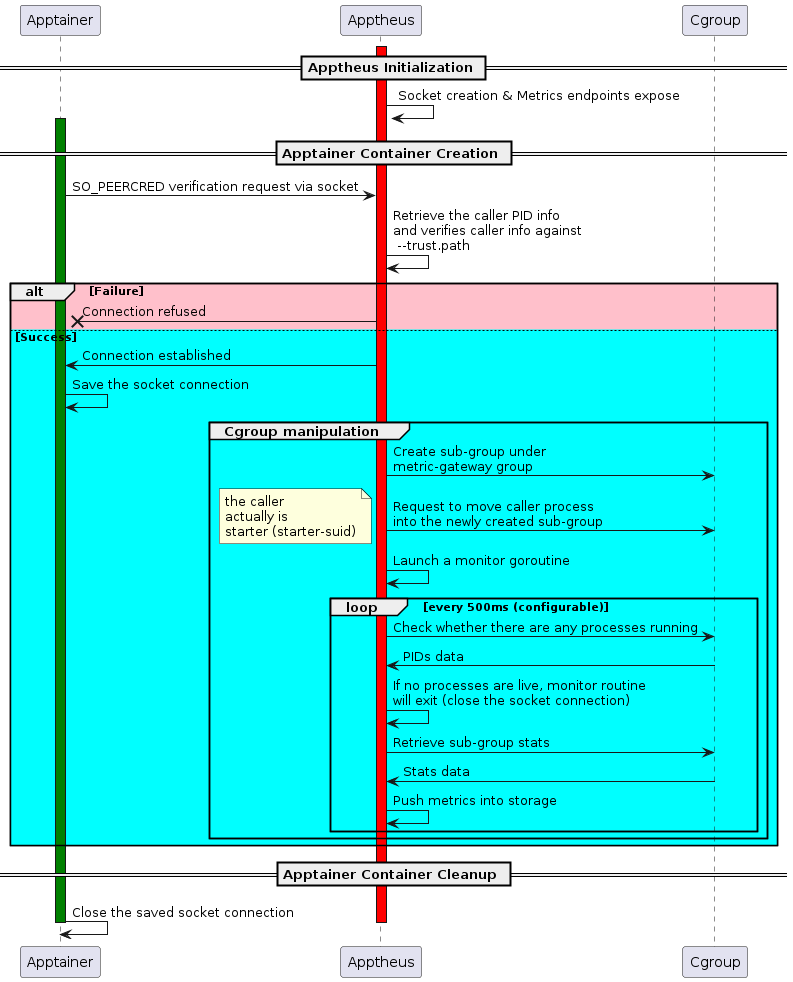 Apptainer
Apptheus
Cgroup
Apptheus Initialization
Socket creation & Metrics endpoints expose
Apptainer Container Creation
SO_PEERCRED verification request via socket
Retrieve the caller PID info
and verifies caller info against
--trust.path
alt
[Failure]
Connection refused
[Success]
Connection established
Save the socket connection
Cgroup manipulation
Create sub-group under
metric-gateway group
the caller
actually is
starter (starter-suid)
Request to move caller process
into the newly created sub-group
Launch a monitor goroutine
loop
[every 500ms (configurable)]
Check whether there are any processes running
PIDs data
If no processes are live, monitor routine
will exit (close the socket connection)
Retrieve sub-group stats
Stats data
Push metrics into storage
Apptainer Container Cleanup
Close the saved socket connection
Apptainer
Apptheus
Cgroup